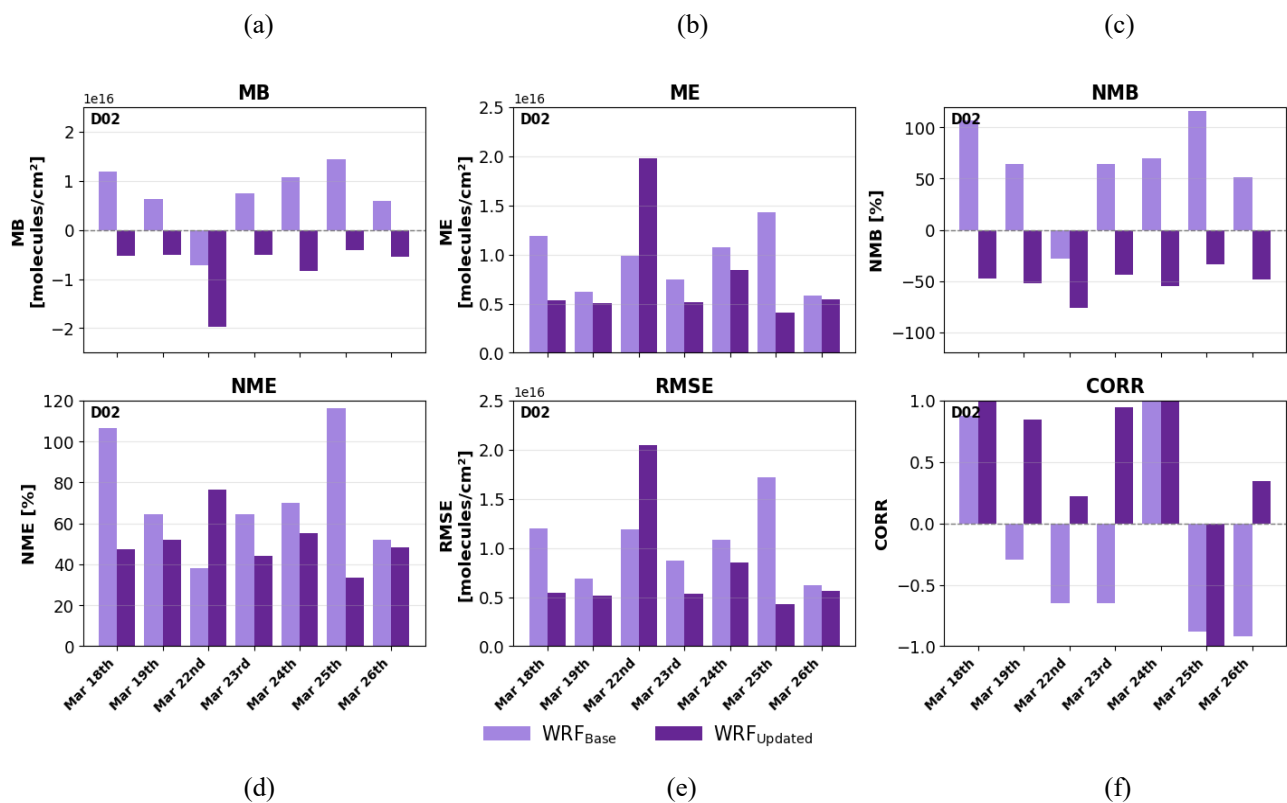 (a) (b) (c)
MB ME NMB
1e16 1e16
D02 D02 D02
MB
[molecules/cm²]
2
1
0
−1
−2
ME
[molecules/cm²]
2.5
2.0
1.5
1.0
0.5
0.0
NMB [%]
100
50
0
−50
−100
NME RMSE CORR
1e16
D02 D02 D02
NME [%]
120
100
80
60
40
20
0
RMSE
[molecules/cm²]
2.5
2.0
1.5
1.0
0.5
0.0
CORR
1.0
0.5
0.0
−0.5
−1.0
Mar 18th Mar 19th Mar 22nd Mar 23rd Mar 24th Mar 25th Mar 26th
Mar 18th Mar 19th Mar 22nd Mar 23rd Mar 24th Mar 25th Mar 26th
Mar 18th Mar 19th Mar 22nd Mar 23rd Mar 24th Mar 25th Mar 26th
WRF_Base WRF_Updated
(d) (e) (f)